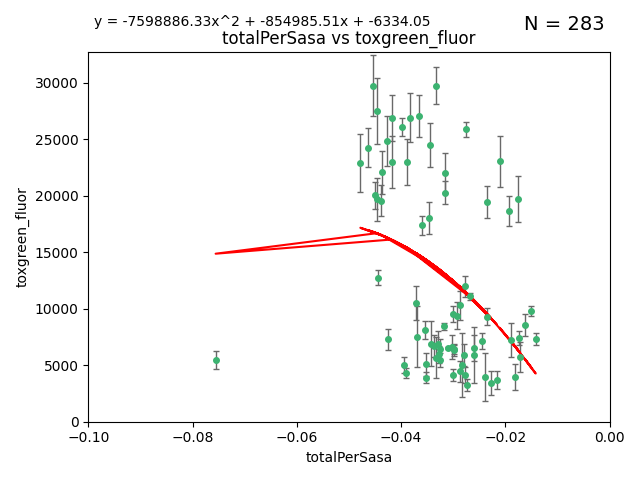 y = -7598886.33x^2 + -854985.51x + -6334.05
N = 283
totalPerSasa vs toxgreen_fluor
30000
25000
20000
15000
10000
5000
0
toxgreen_fluor
−0.10
−0.08
−0.06
−0.04
−0.02
0.00
totalPerSasa